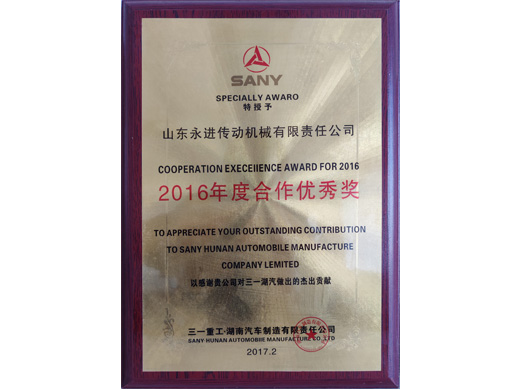 SANY
SPECIALLY AWARO
特授予
山东永进传动机械有限责任公司
COOPERATION EXECEIIENCE AWARD FOR 2016
2016年度合作优秀奖
TO APPRECIATE YOUR OUTSTANDING CONTRIBUTION
TO SANY HUNAN AUTOMOBILE MANUFACTURE
COMPANY LEMITED
以感谢贵公司对三一湖汽做出的杰出贡献
三一重工·湖南汽车制造有限责任公司
SANY HUNAN AUTOMOBIIE MANUFACTURE CO.,LTD
2017.2